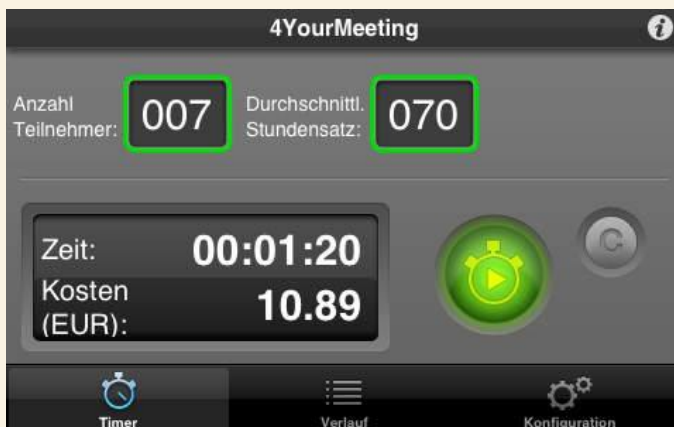 4YourMeeting
Anzahl
Teilnehmer:
007
Durchschnittl.
Stundensatz:
070
Zeit: 00:01:20
Kosten
(EUR): 10.89
Timer Verlauf Konfiguration